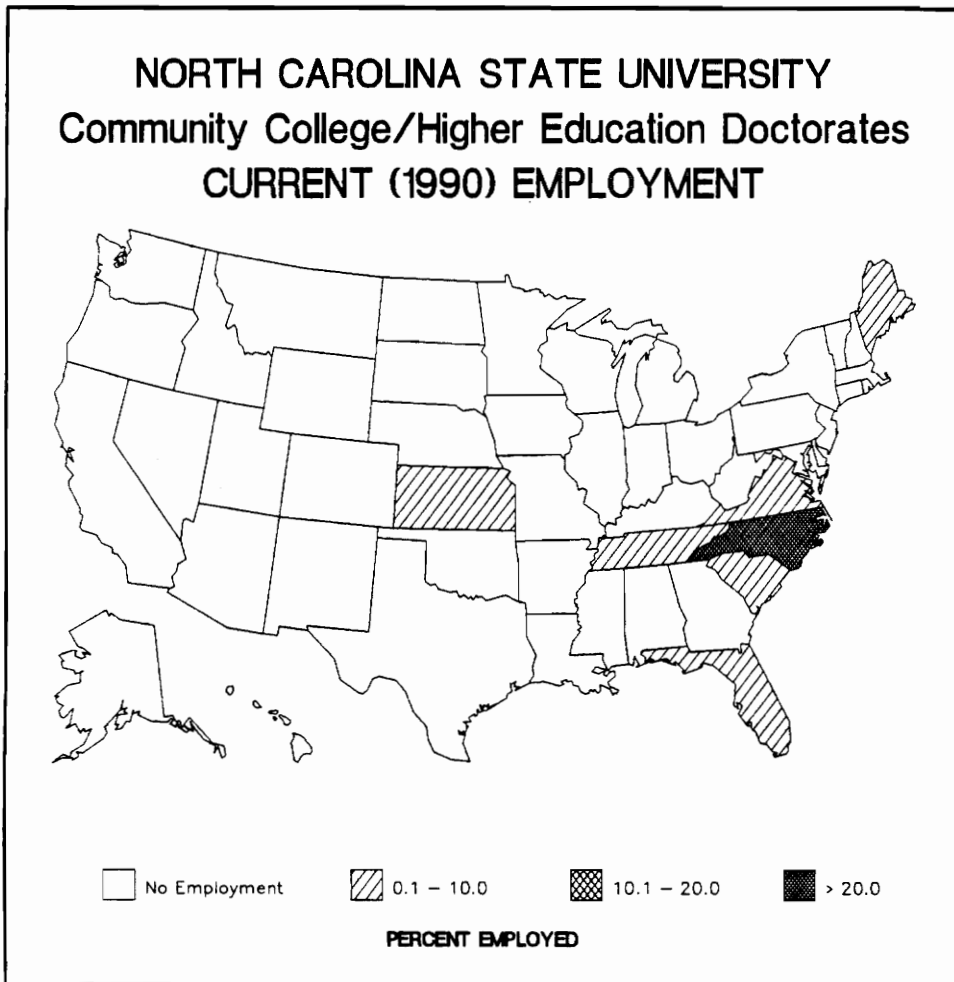 NORTH CAROLINA STATE UNIVERSITY
Community College/Higher Education Doctorates
CURRENT (1990) EMPLOYMENT
No Employment
0.1 - 10.0
10.1 - 20.0
> 20.0
PERCENT EMPLOYED